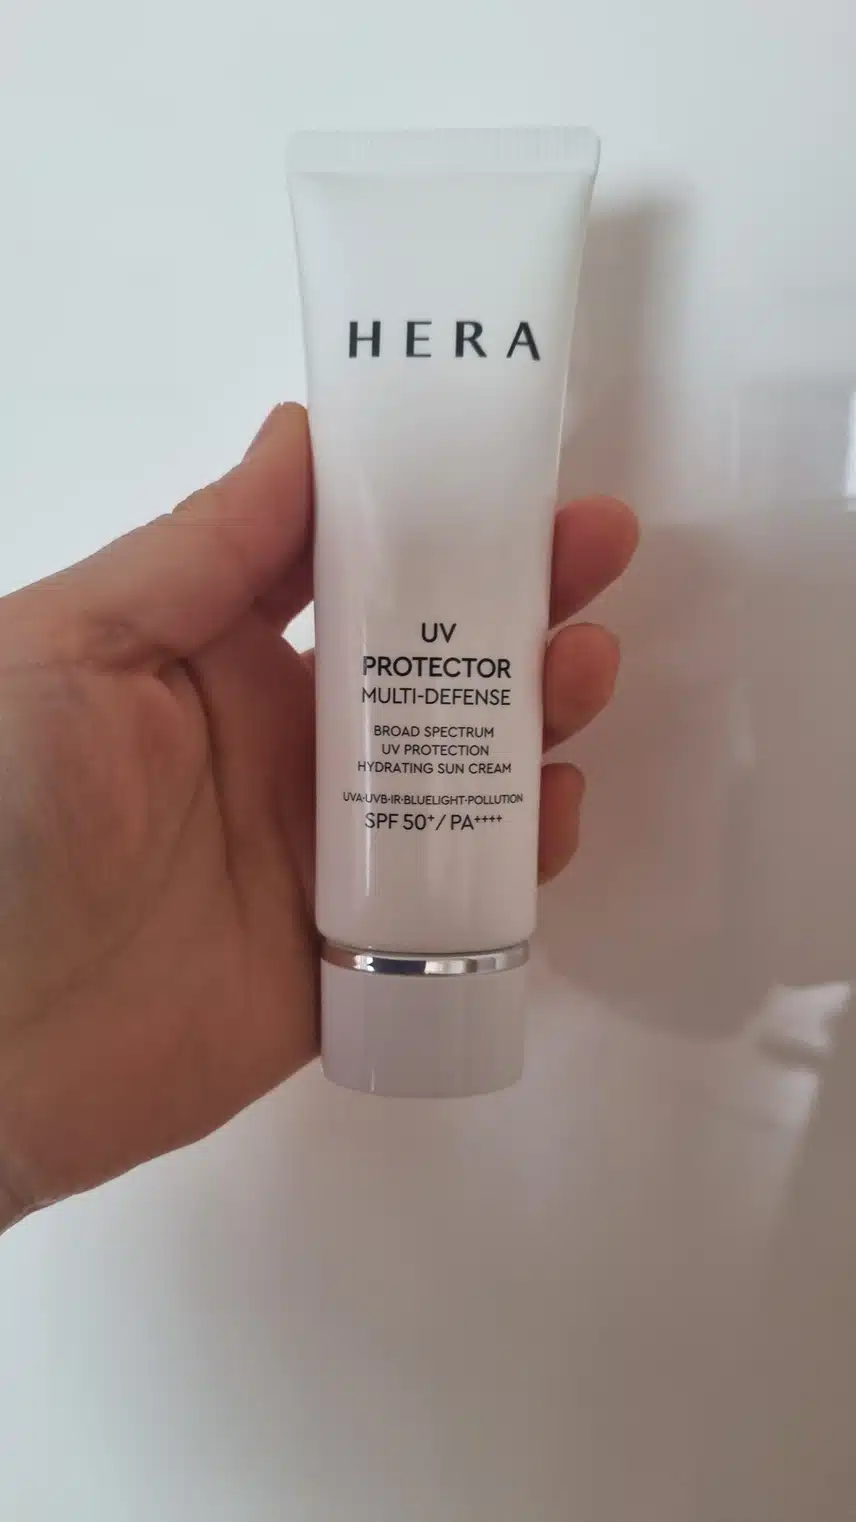 HERA
UV
PROTECTOR
MULTI-DEFENSE
BROAD SPECTRUM
UV PROTECTION
HYDRATING SUN CREAM
UVA·UVB·IR·BLUELIGHT·POLLUTION
SPF 50⁺/ PA⁺⁺⁺⁺